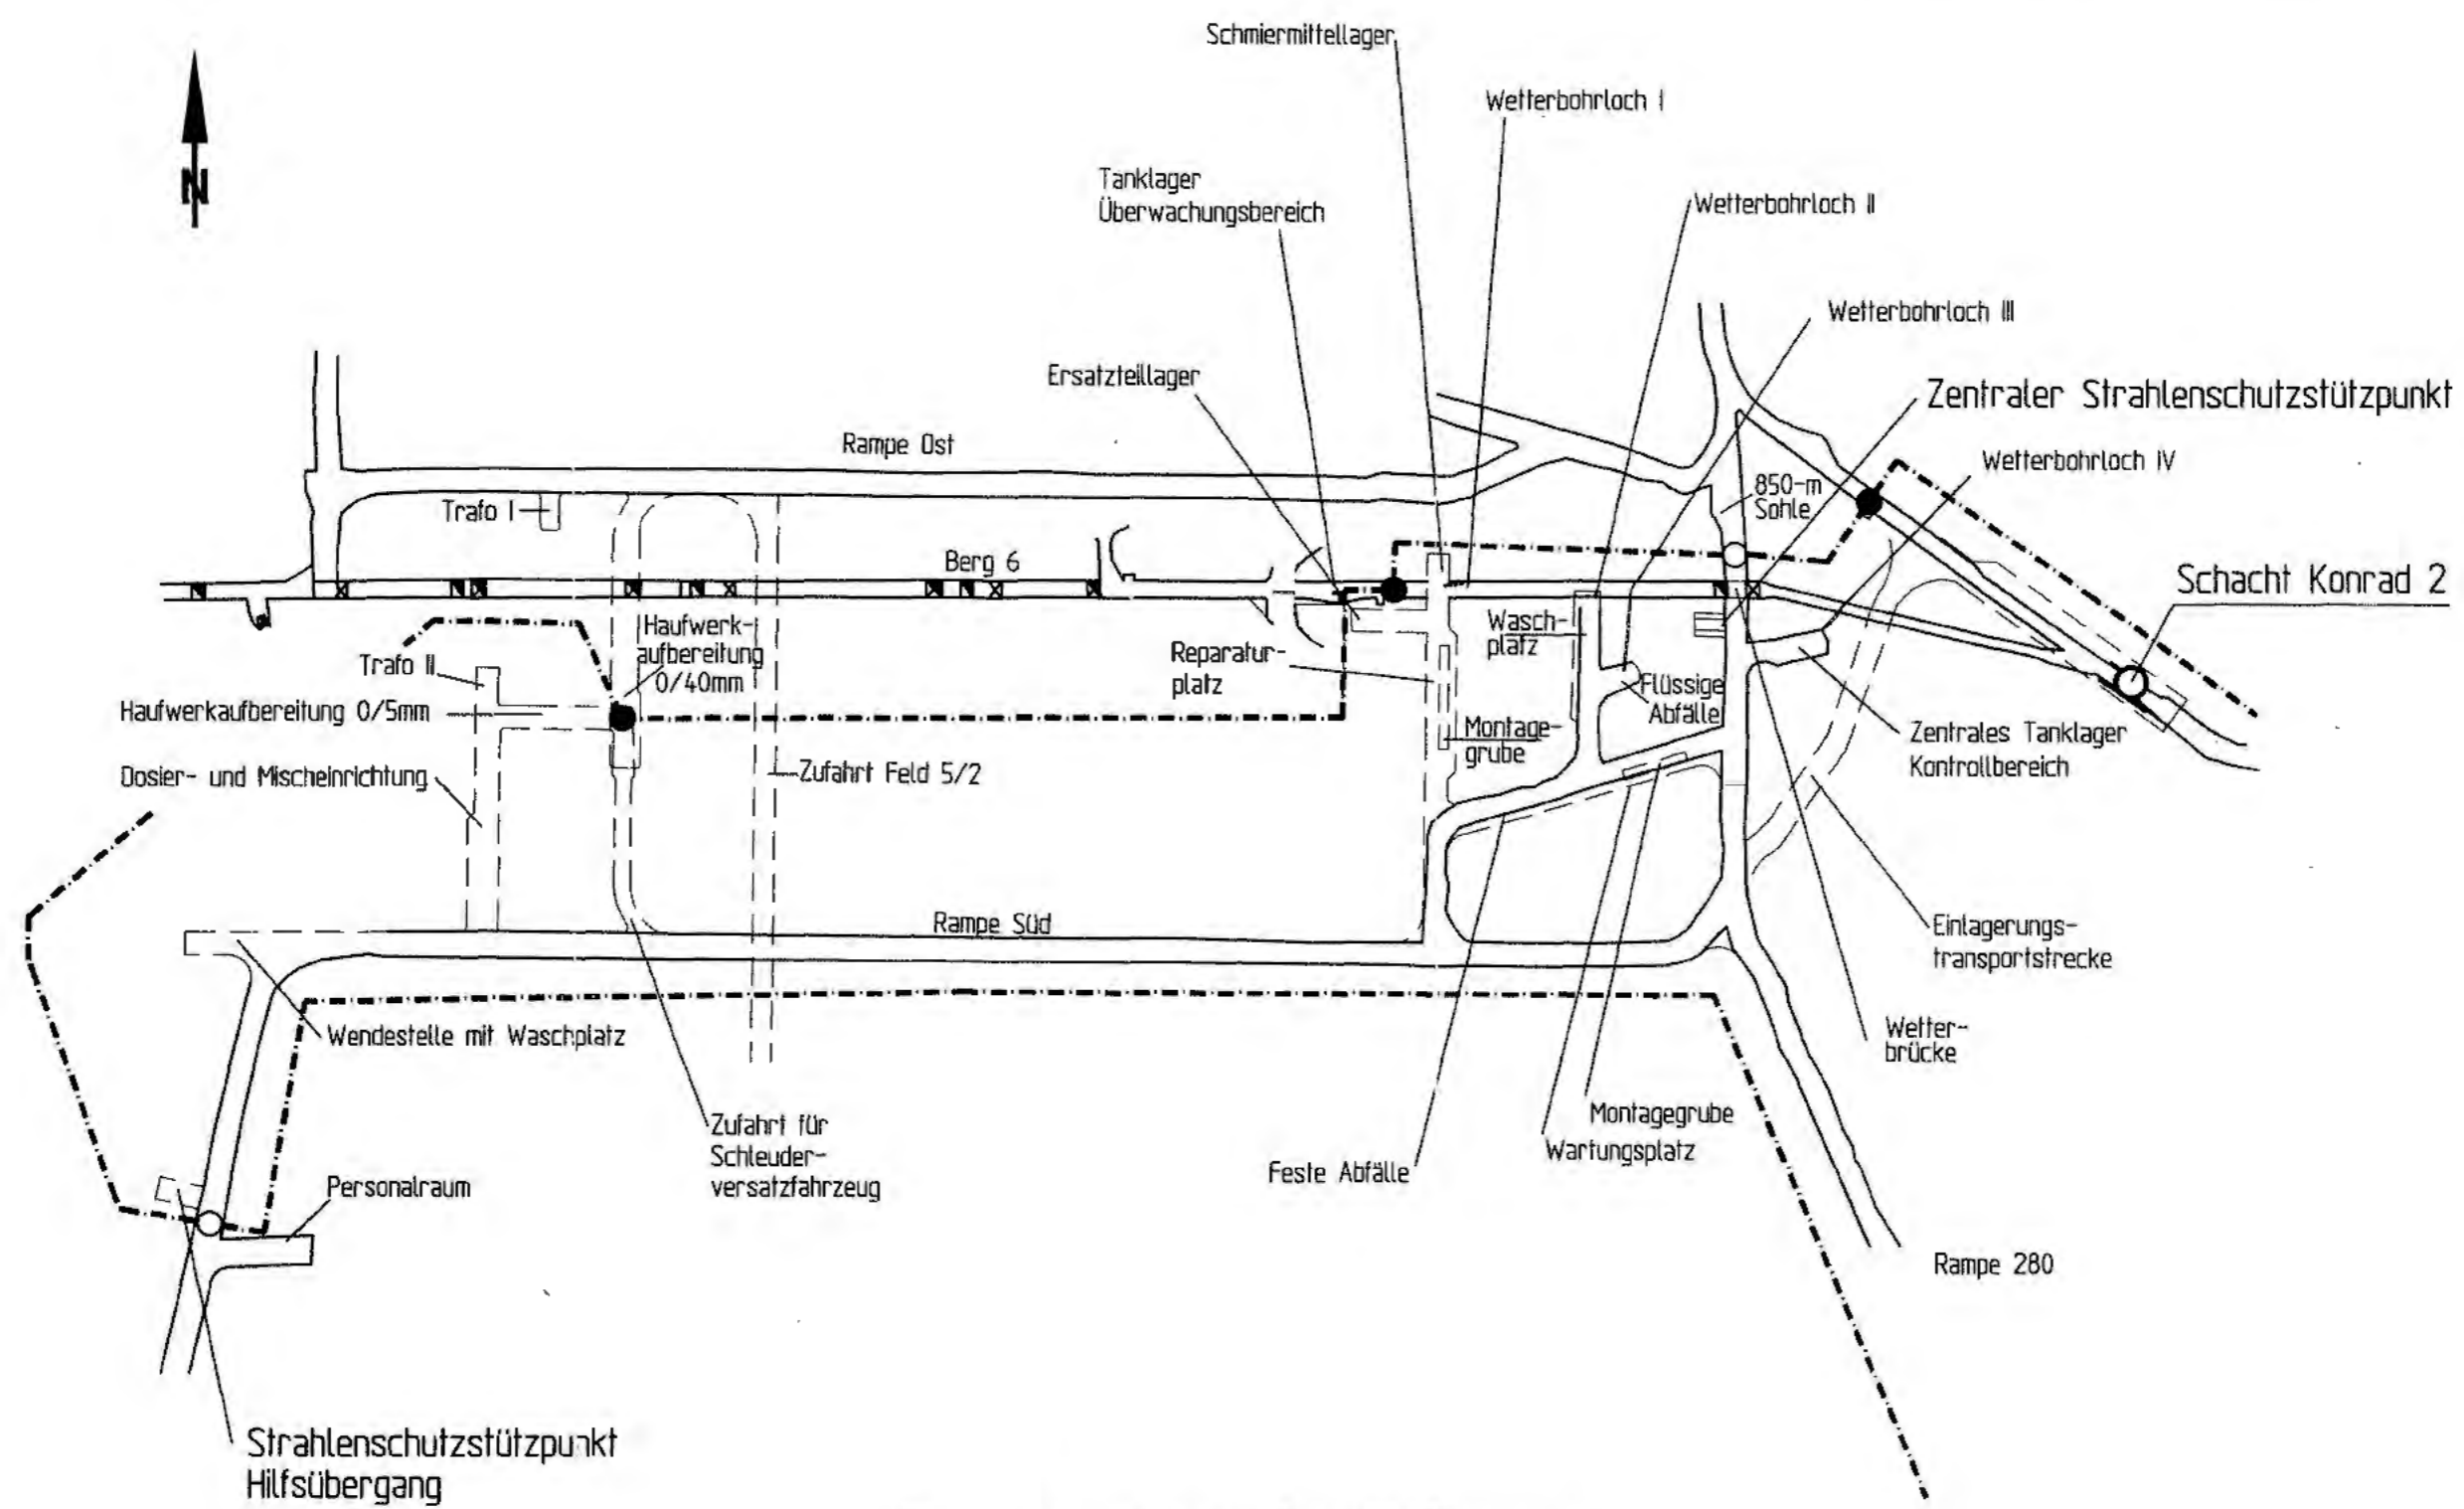 Schmiermittellager
Wetterbohrloch I
N
Tanklager
Überwachungsbereich
Wetterbohrloch II
Wetterbohrloch III
Ersatzteillager
Zentraler Strahlenschutzstützpunkt
Rampe Ost
Wetterbohrloch IV
Trafo I
850-m
Sohle
Berg 6
Schacht Konrad 2
Haufwerk-
aufbereitung
0/40mm
Wasch-
platz
Reparatur-
platz
Trafo II
Flüssige
Abfälle
Haufwerkaufbereitung 0/5mm
Montage-
grube
Zentrales Tanklager
Kontrollbereich
Dosier- und Mischeinrichtung
Zufahrt Feld 5/2
Rampe Süd
Einlagerungs-
transportstrecke
Wendestelle mit Waschplatz
Wetter-
brücke
Zufahrt für
Schleuder-
versatzfahrzeug
Montagegrube
Wartungsplatz
Feste Abfälle
Personalraum
Rampe 280
Strahlenschutzstützpunkt
Hilfsübergang